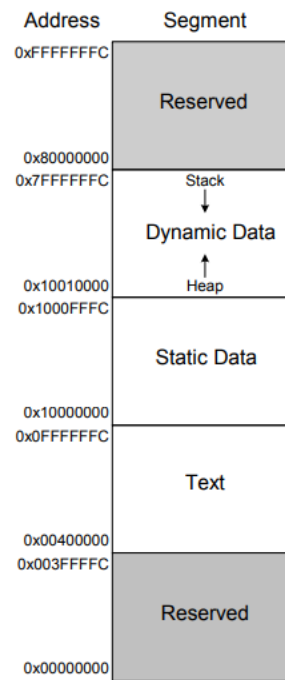 Address Segment
0xFFFFFFFC
Reserved
0x80000000
0x7FFFFFFC Stack
Dynamic Data
0x10010000 Heap
0x1000FFFC
Static Data
0x10000000
0x0FFFFFFC
Text
0x00400000
0x003FFFFC
Reserved
0x00000000